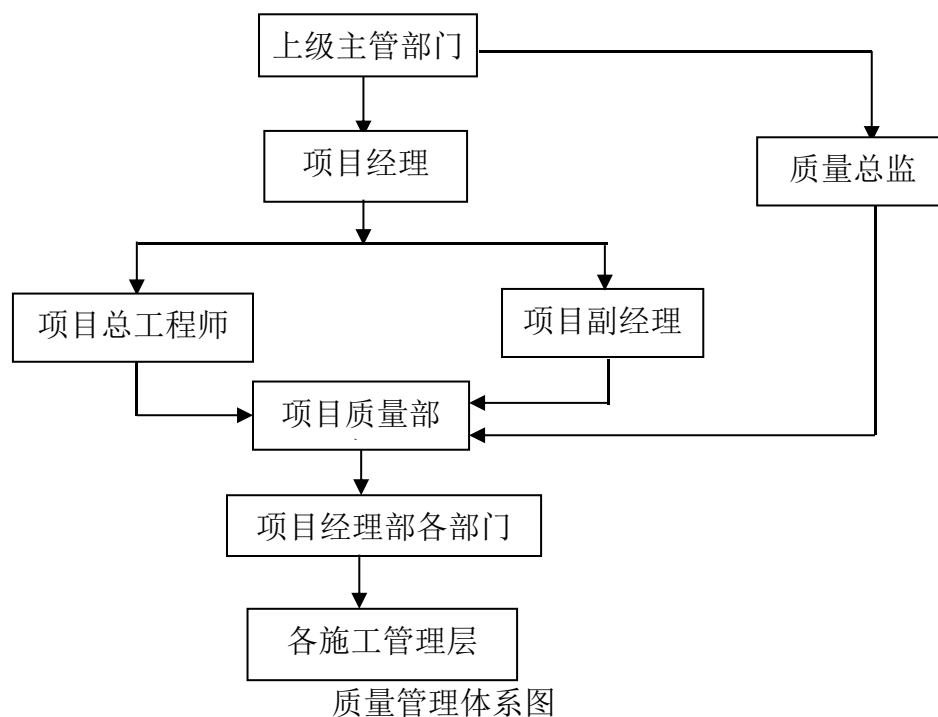 上级主管部门
项目经理
质量总监
项目总工程师
项目副经理
项目质量部
项目经理部各部门
各施工管理层
质量管理体系图